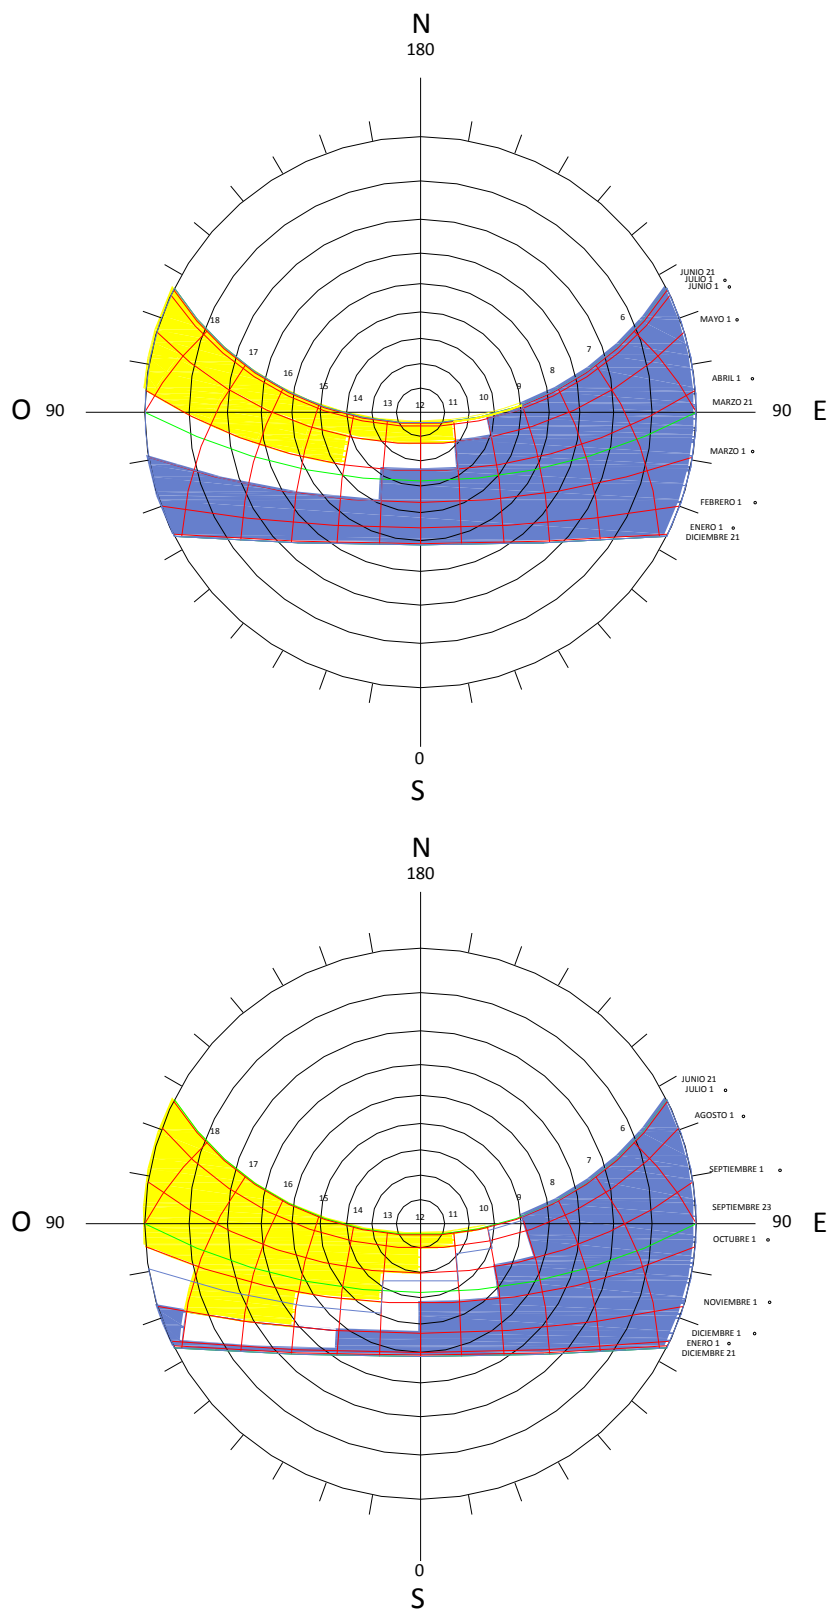 N
180
JUNIO 21
JULIO 1
JUNIO 1
18
6
MAYO 1
17
7
16
8
ABRIL 1
15
9
14
10
13
11
12
MARZO 21
O 90
90 E
MARZO 1
FEBRERO 1
ENERO 1
DICIEMBRE 21
0
S
N
180
JUNIO 21
JULIO 1
AGOSTO 1
18
6
17
7
SEPTIEMBRE 1
16
8
15
9
14
10
13
11
12
SEPTIEMBRE 23
O 90
90 E
OCTUBRE 1
NOVIEMBRE 1
DICIEMBRE 1
ENERO 1
DICIEMBRE 21
0
S